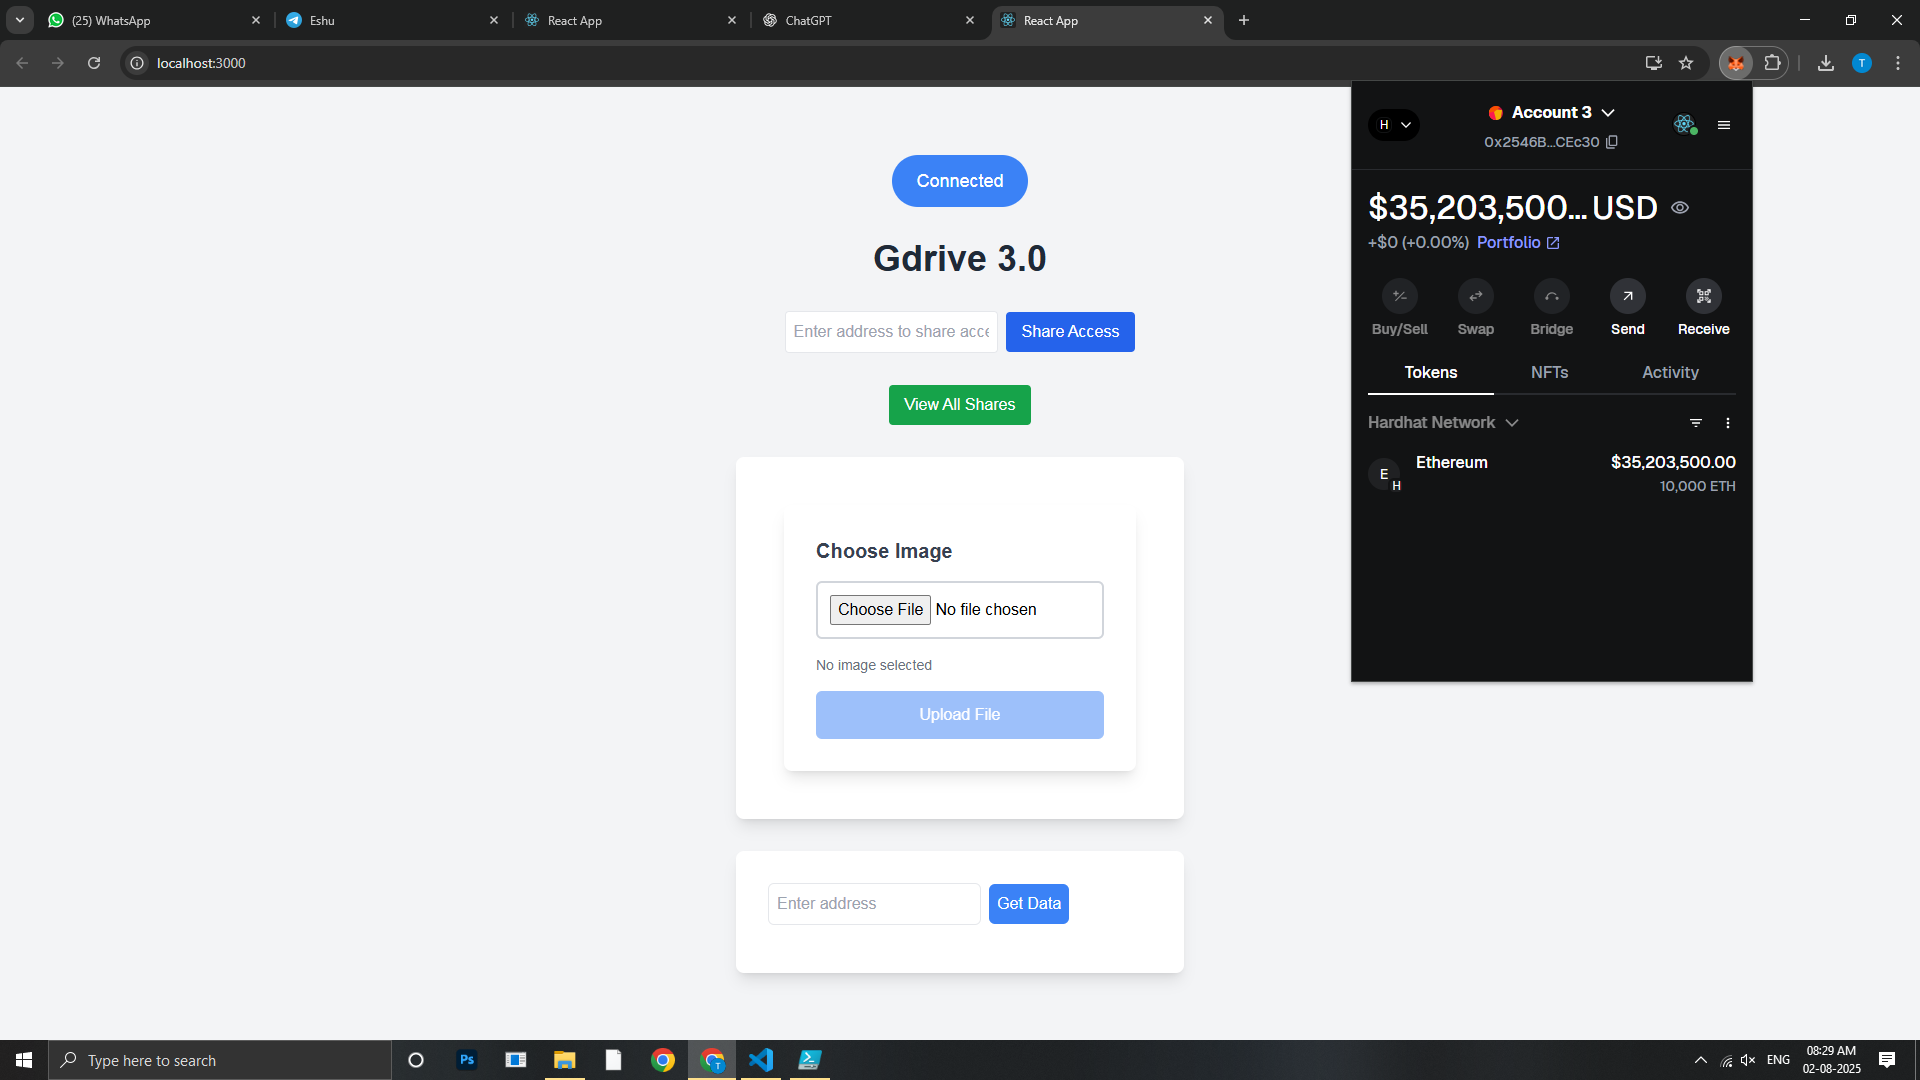 (25) WhatsApp
Eshu
React App
ChatGPT
React App
localhost:3000
T
Connected
Gdrive 3.0
Enter address to share acce
Share Access
View All Shares
Choose Image
Choose File No file chosen
No image selected
Upload File
Enter address
Get Data
H
Account 3
0x2546B...CEc30
$35,203,500... USD
+$0 (+0.00%) Portfolio
Buy/Sell
Swap
Bridge
Send
Receive
Tokens
NFTs
Activity
Hardhat Network
E
H
Ethereum
$35,203,500.00
10,000 ETH
Type here to search
Ps
T
ENG
08:29 AM
02-08-2025